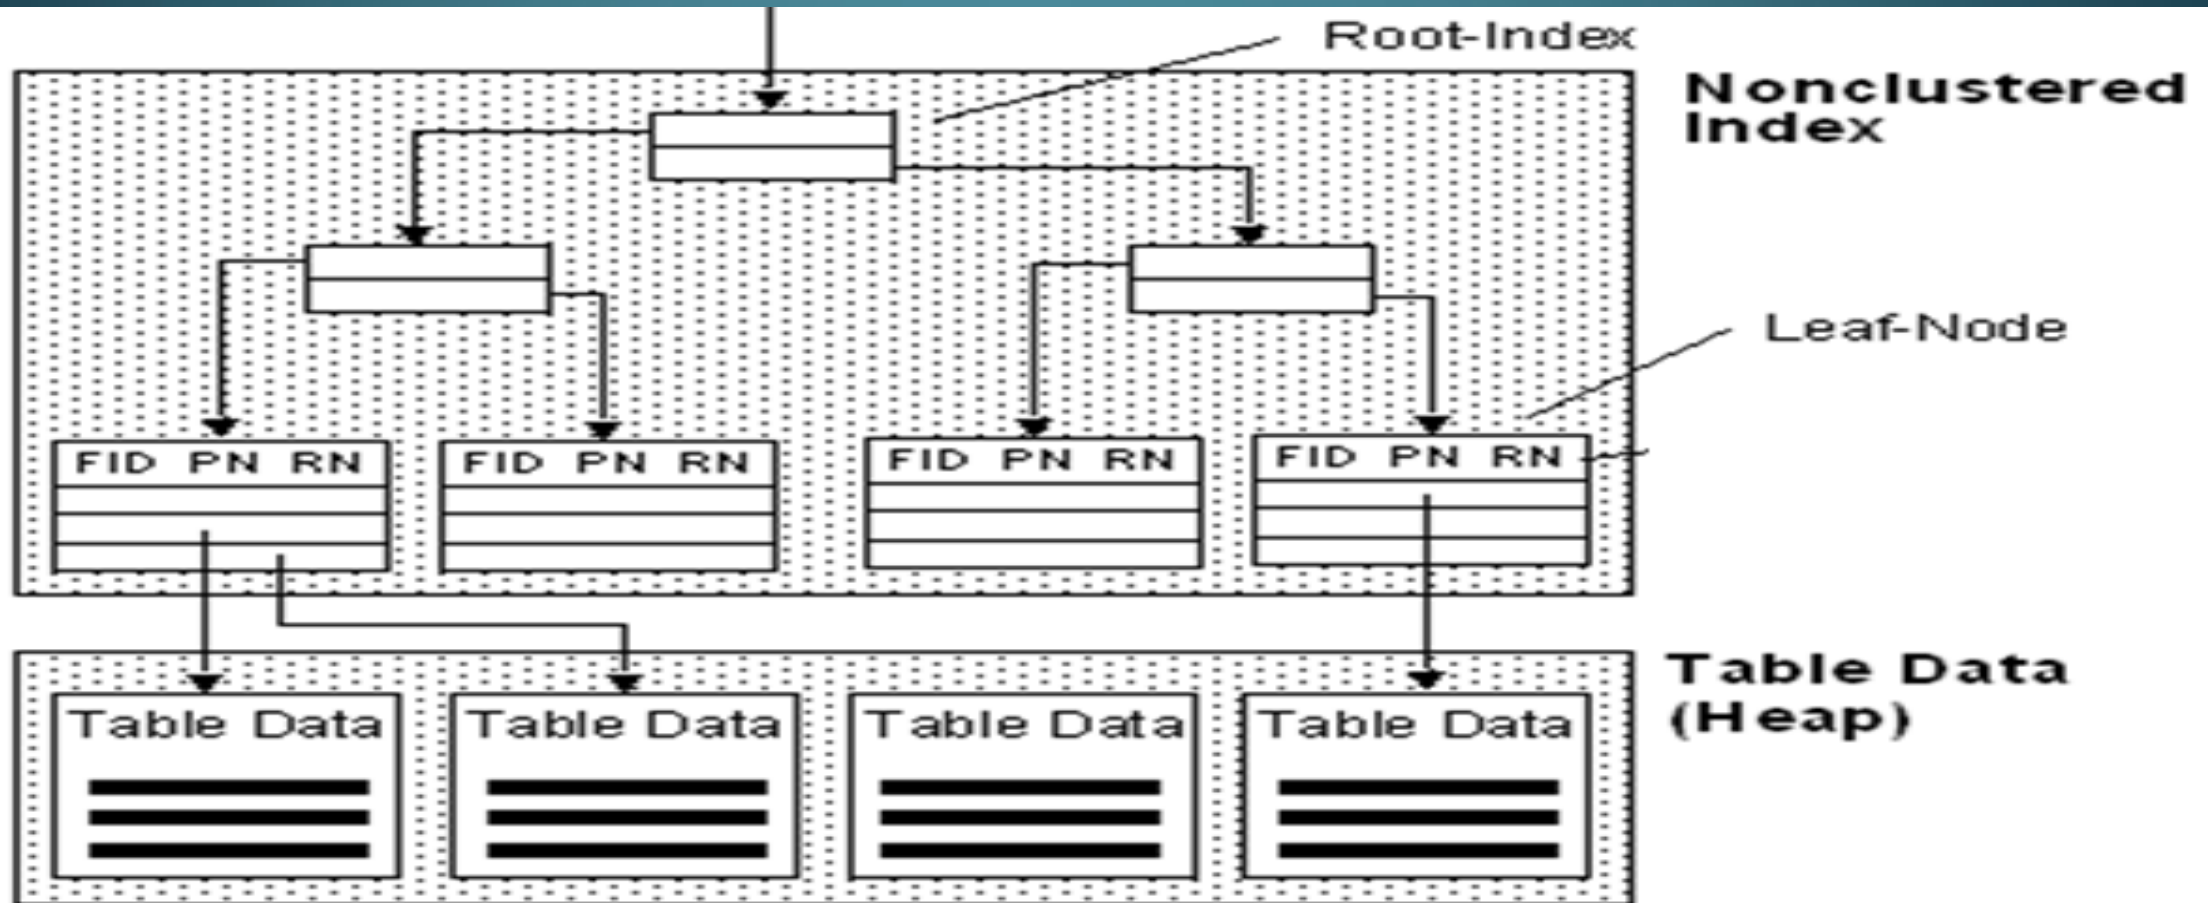 Root-Index
Nonclustered
Index
Leaf-Node
FID PN RN
FID PN RN
FID PN RN
FID PN RN
Table Data
(Heap)
Table Data
Table Data
Table Data
Table Data